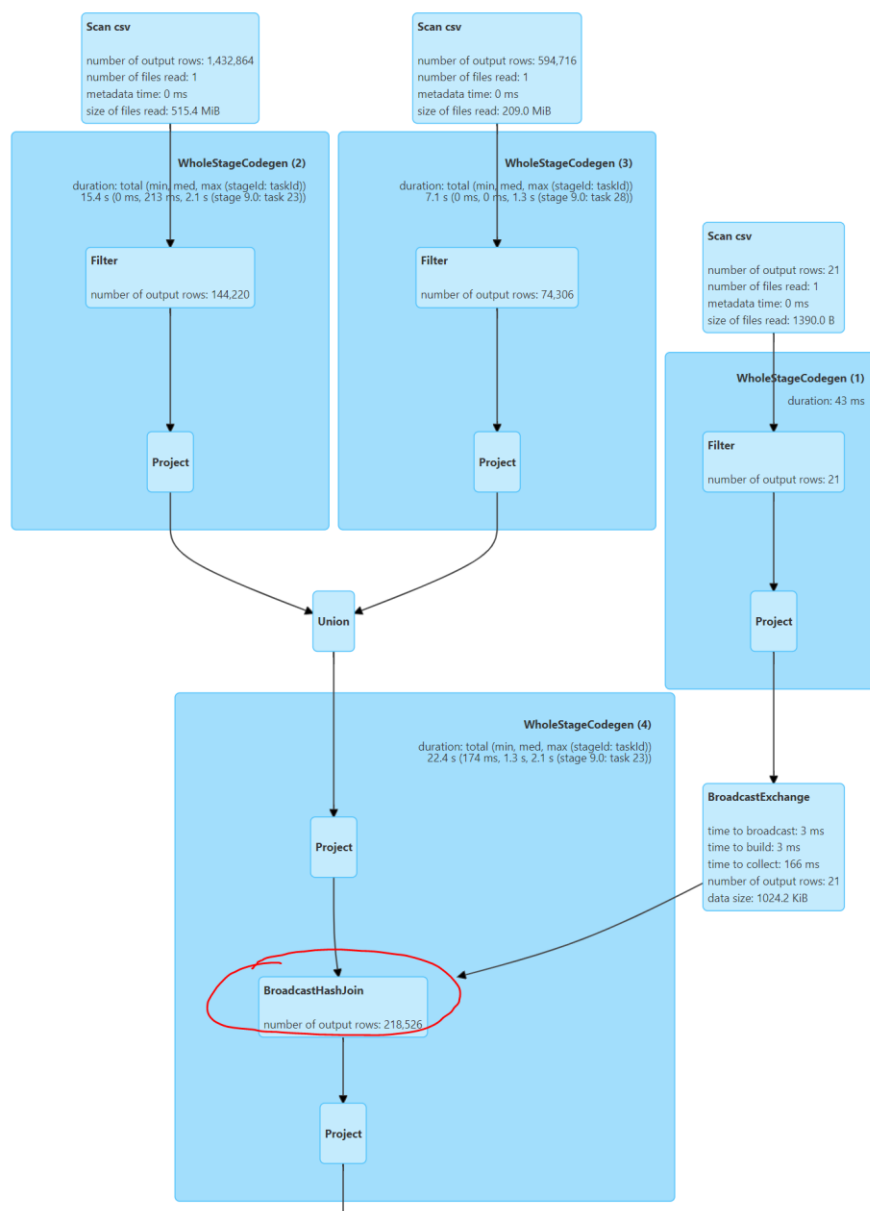 Scan csv
number of output rows: 1,432,864
number of files read: 1
metadata time: 0 ms
size of files read: 515.4 MiB
Scan csv
number of output rows: 594,716
number of files read: 1
metadata time: 0 ms
size of files read: 209.0 MiB
WholeStageCodegen (2)
duration: total (min, med, max (stageId: taskId))
15.4 s (0 ms, 213 ms, 2.1 s (stage 9.0: task 23))
Filter
number of output rows: 144,220
Project
WholeStageCodegen (3)
duration: total (min, med, max (stageId: taskId))
7.1 s (0 ms, 0 ms, 1.3 s (stage 9.0: task 28))
Filter
number of output rows: 74,306
Project
Scan csv
number of output rows: 21
number of files read: 1
metadata time: 0 ms
size of files read: 1390.0 B
WholeStageCodegen (1)
duration: 43 ms
Filter
number of output rows: 21
Project
Union
WholeStageCodegen (4)
duration: total (min, med, max (stageId: taskId))
22.4 s (174 ms, 1.3 s, 2.1 s (stage 9.0: task 23))
Project
BroadcastExchange
time to broadcast: 3 ms
time to build: 3 ms
time to collect: 166 ms
number of output rows: 21
data size: 1024.2 KiB
BroadcastHashJoin
number of output rows: 218,526
Project